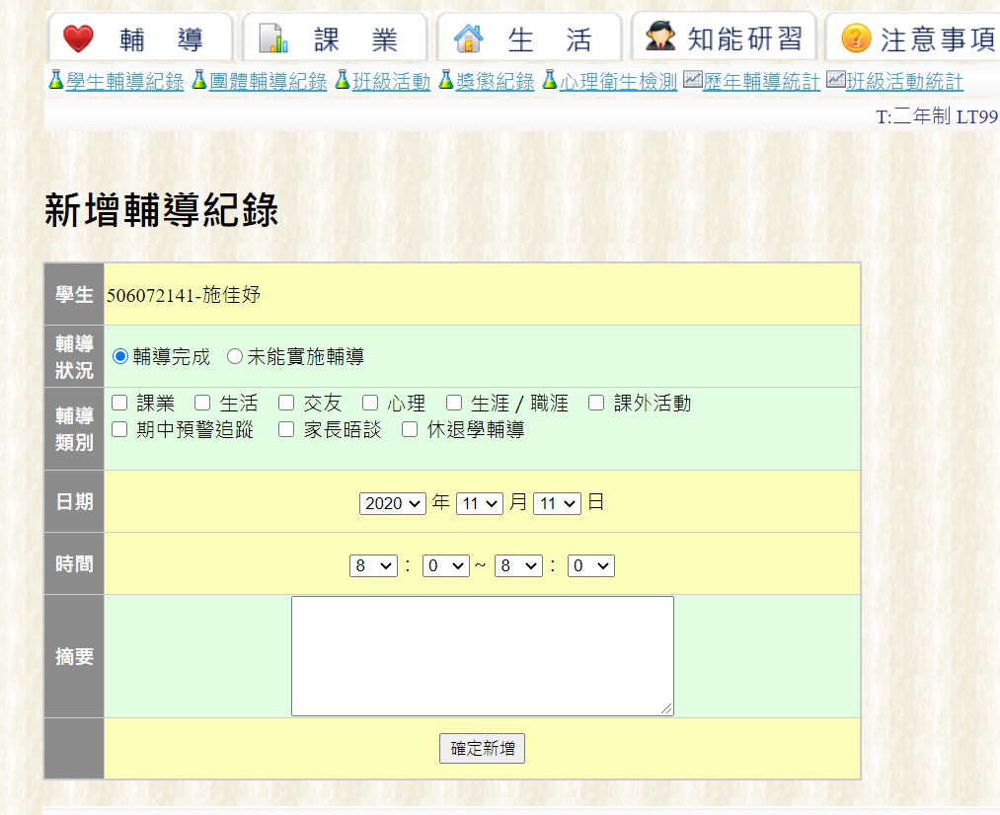 輔 導 課 業 生 活 知能研習 注意事項
學生輔導紀錄 團體輔導紀錄 班級活動 獎懲紀錄 心理衛生檢測 歷年輔導統計 班級活動統計
T:二年制 LT99
新增輔導紀錄
學生 506072141-施佳妤
輔導狀況 輔導完成 未能實施輔導
輔導類別 課業 生活 交友 心理 生涯 / 職涯 課外活動
期中預警追蹤 家長晤談 休退學輔導
日期 2020 年 11 月 11 日
時間 8 : 0 ~ 8 : 0
摘要
確定新增